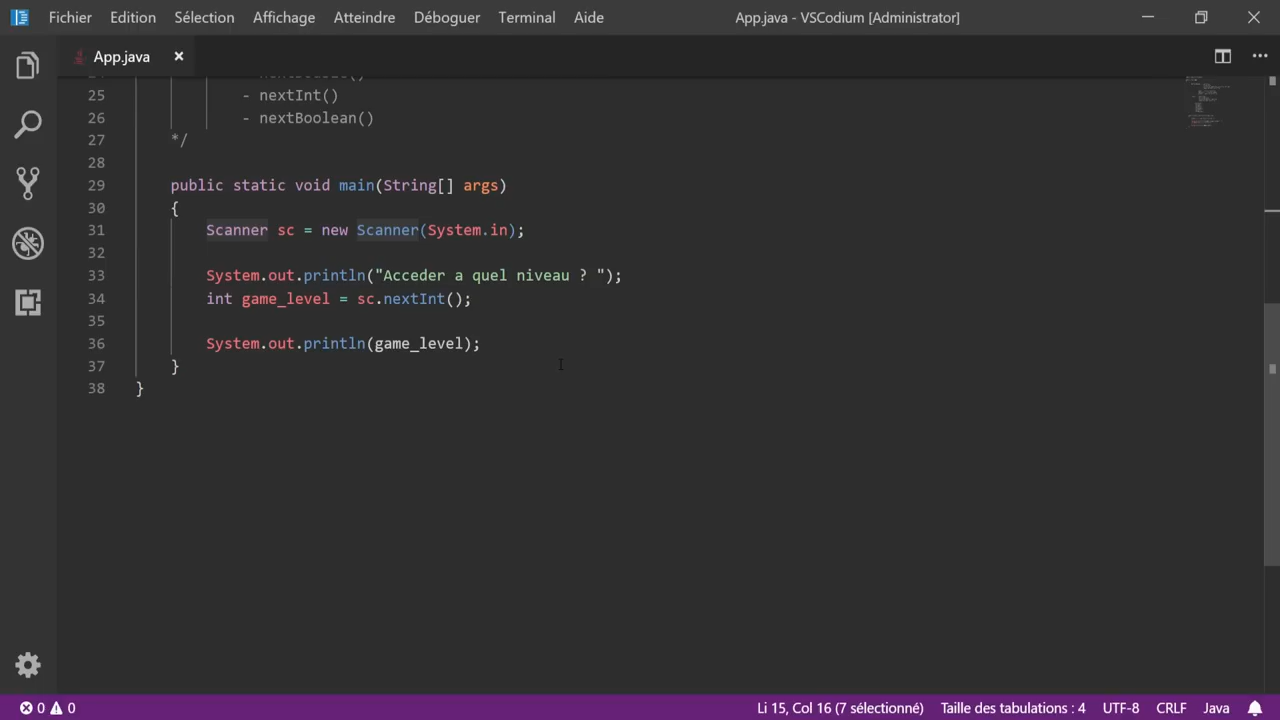 Fichier Edition Sélection Affichage Atteindre Déboguer Terminal Aide App.java - VSCodium [Administrator]
App.java
25 - nextInt()
26 - nextBoolean()
27 */
28
29 public static void main(String[] args)
30 {
31 Scanner sc = new Scanner(System.in);
32
33 System.out.println("Acceder a quel niveau ? ");
34 int game_level = sc.nextInt();
35
36 System.out.println(game_level);
37 }
38 }
0 0 Li 15, Col 16 (7 sélectionné) Taille des tabulations : 4 UTF-8 CRLF Java